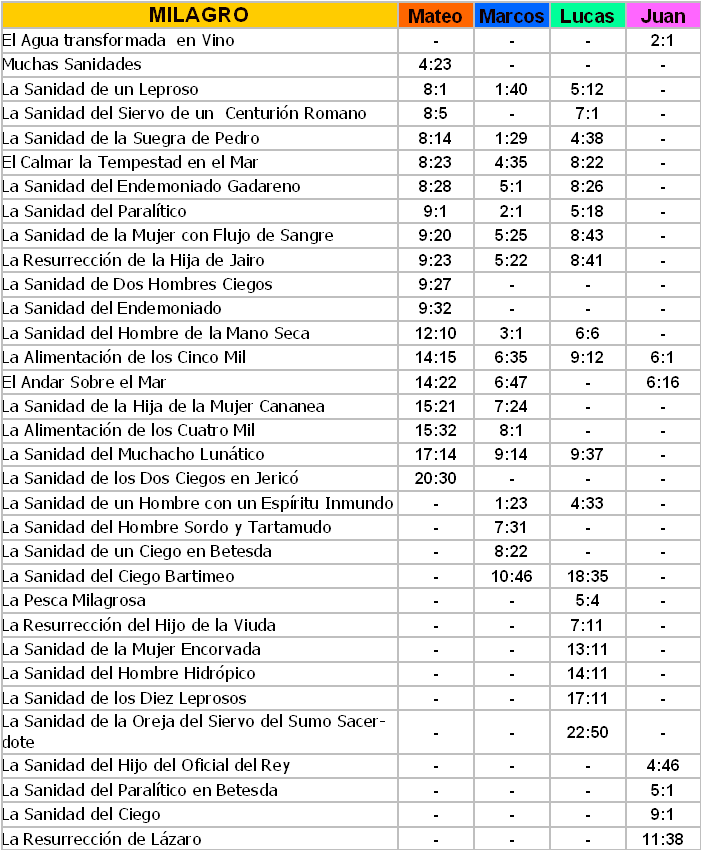 MILAGRO Mateo Marcos Lucas Juan
El Agua transformada en Vino - - - 2:1
Muchas Sanidades 4:23
La Sanidad de un Leproso 8:1 1:40 5:12 -
La Sanidad del Siervo de un Centurión Romano 8:5 - 7:1 -
La Sanidad de la Suegra de Pedro 8:14 1:29 4:38 -
El Calmar la Tempestad en el Mar 8:23 4:35 8:22 -
La Sanidad del Endemoniado Gadareno 8:28 5:1 8:26 -
La Sanidad del Paralítico 9:1 2:1 5:18 -
La Sanidad de la Mujer con Flujo de Sangre 9:20 5:25 8:43 -
La Resurrección de la Hija de Jairo 9:23 5:22 8:41 -
La Sanidad de Dos Hombres Ciegos 9:27 - - -
La Sanidad del Endemoniado 9:32 - - -
La Sanidad del Hombre de la Mano Seca 12:10 3:1 6:6 -
La Alimentación de los Cinco Mil 14:15 6:35 9:12 6:1
El Andar Sobre el Mar 14:22 6:47 - 6:16
La Sanidad de la Hija de la Mujer Cananea 15:21 7:24 - -
La Alimentación de los Cuatro Mil 15:32 8:1 - -
La Sanidad del Muchacho Lunático 17:14 9:14 9:37 -
La Sanidad de los Dos Ciegos en Jericó 20:30 - - -
La Sanidad de un Hombre con un Espíritu Inmundo - 1:23 4:33 -
La Sanidad del Hombre Sordo y Tartamudo - 7:31 - -
La Sanidad de un Ciego en Betesda - 8:22 - -
La Sanidad del Ciego Bartimeo - 10:46 18:35 -
La Pesca Milagrosa - - 5:4 -
La Resurrección del Hijo de la Viuda - - 7:11 -
La Sanidad de la Mujer Encorvada - - 13:11 -
La Sanidad del Hombre Hidrópico - - 14:11 -
La Sanidad de los Diez Leprosos - - 17:11 -
La Sanidad de la Oreja del Siervo del Sumo Sacer-
dote - - 22:50 -
La Sanidad del Hijo del Oficial del Rey - - - 4:46
La Sanidad del Paralítico en Betesda - - - 5:1
La Sanidad del Ciego - - - 9:1
La Resurrección de Lázaro - - - 11:38